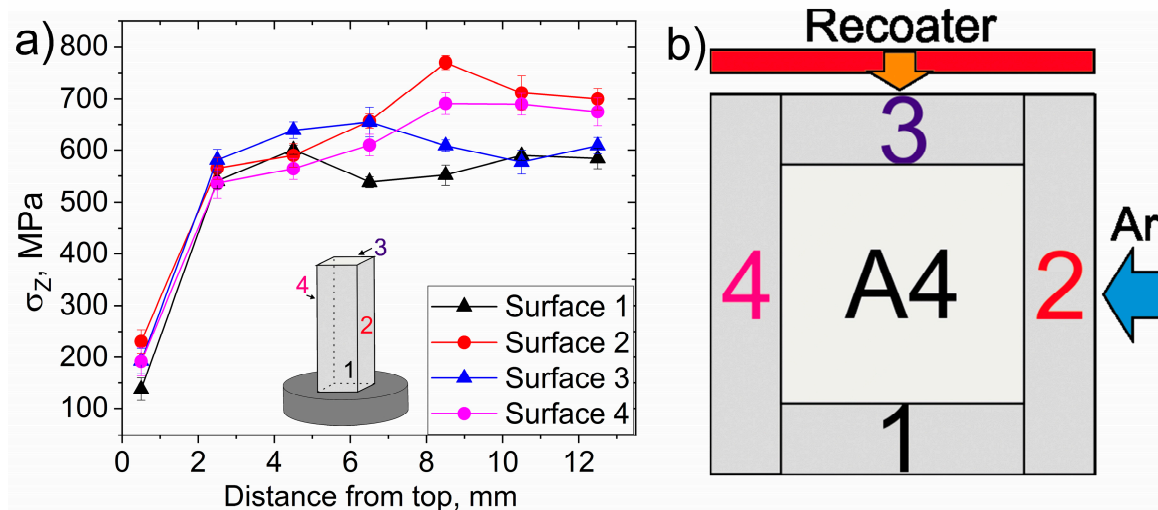 a)
800
700
600
500
400
300
200
100
σZ, MPa
0 2 4 6 8 10 12
Distance from top, mm
3
4
2
1
Surface 1
Surface 2
Surface 3
Surface 4
b)
Recoater
3
4 A4 2
Ar
1